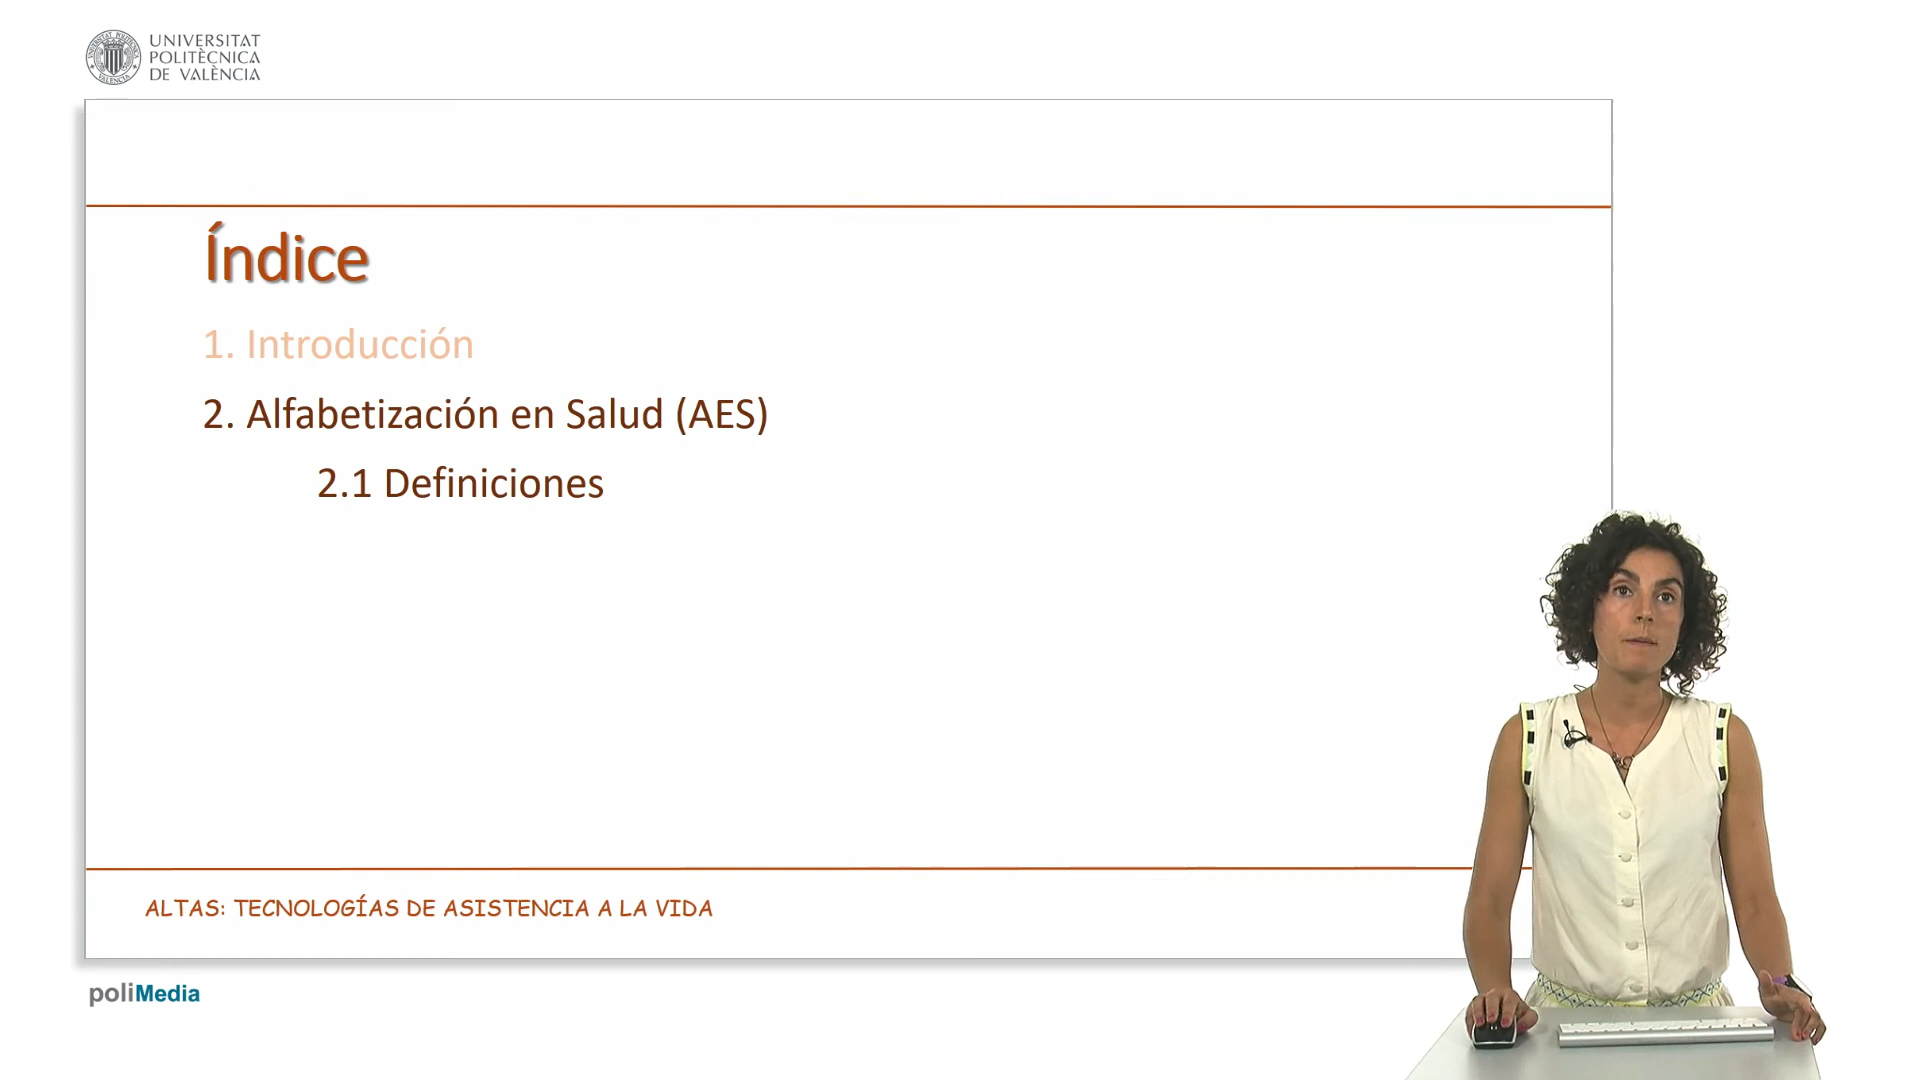 UNIVERSITAT
POLITÈCNICA
DE VALÈNCIA
Índice
1. Introducción
2. Alfabetización en Salud (AES)
2.1 Definiciones
ALTAS: TECNOLOGÍAS DE ASISTENCIA A LA VIDA
poliMedia